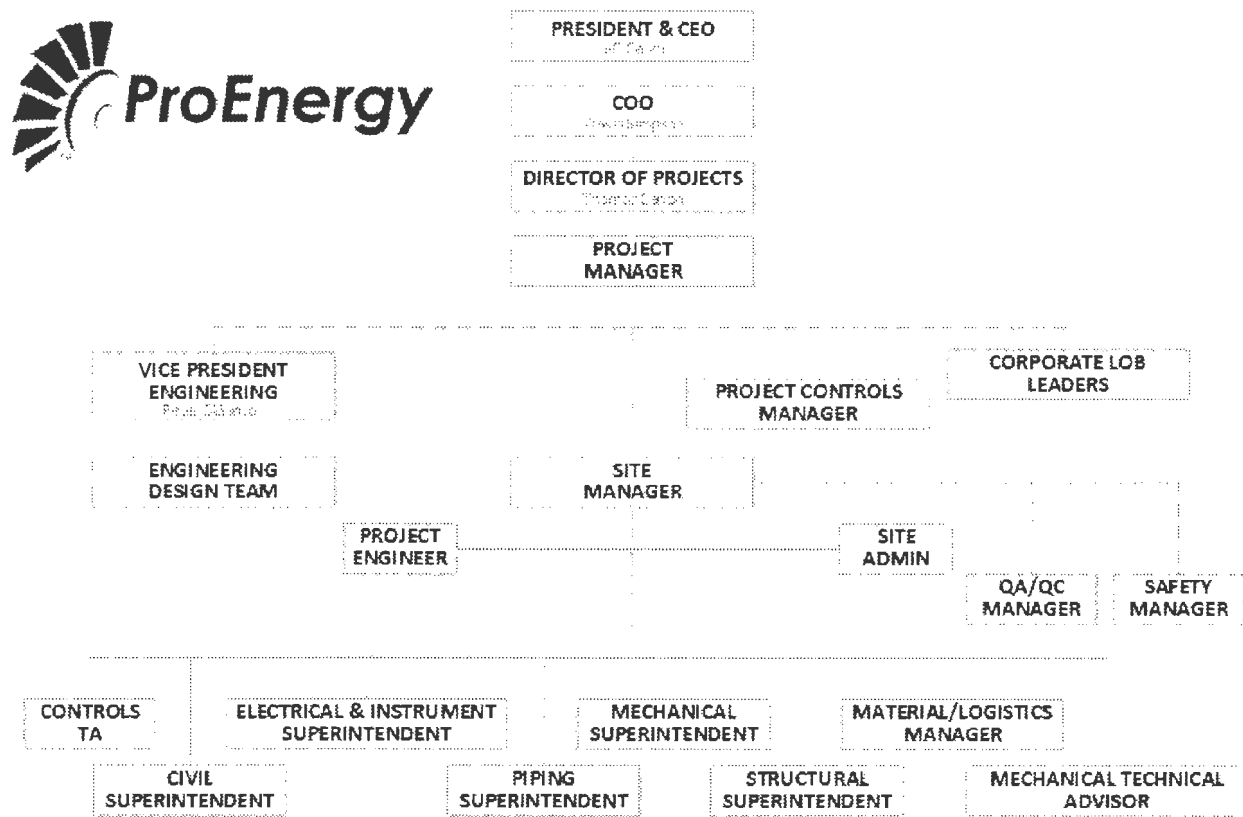 ProEnergy
PRESIDENT & CEO
COO
DIRECTOR OF PROJECTS
PROJECT
MANAGER
VICE PRESIDENT
ENGINEERING
PROJECT CONTROLS
MANAGER
CORPORATE LOB
LEADERS
ENGINEERING
DESIGN TEAM
SITE
MANAGER
PROJECT
ENGINEER
SITE
ADMIN
QA/QC
MANAGER
SAFETY
MANAGER
CONTROLS
TA
ELECTRICAL & INSTRUMENT
SUPERINTENDENT
MECHANICAL
SUPERINTENDENT
MATERIAL/LOGISTICS
MANAGER
CIVIL
SUPERINTENDENT
PIPING
SUPERINTENDENT
STRUCTURAL
SUPERINTENDENT
MECHANICAL TECHNICAL
ADVISOR